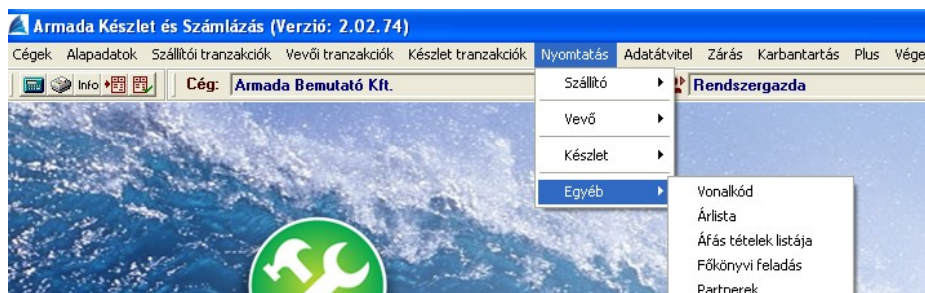 Armada Készlet és Számlázás (Verzió: 2.02.74)
Cégek Alapadatok Szállítói tranzakciók Vevői tranzakciók Készlet tranzakciók Nyomtatás Adatátvitel Zárás Karbantartás Plus Vége
Info Cég: Armada Bemutató Kft. Rendszergazda
Szállító
Vevő
Készlet
Egyéb
Vonalkód
Árlista
Áfás tételek listája
Főkönyvi feladás
Partnerek